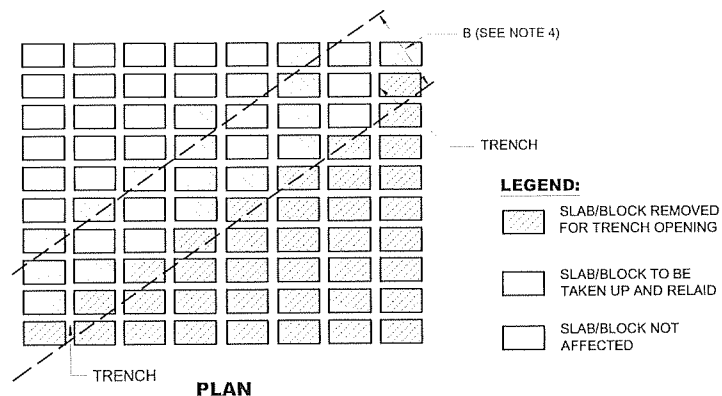 B (SEE NOTE 4)
TRENCH
LEGEND:
SLAB/BLOCK REMOVED
FOR TRENCH OPENING
SLAB/BLOCK TO BE
TAKEN UP AND RELAID
SLAB/BLOCK NOT
AFFECTED
TRENCH
PLAN